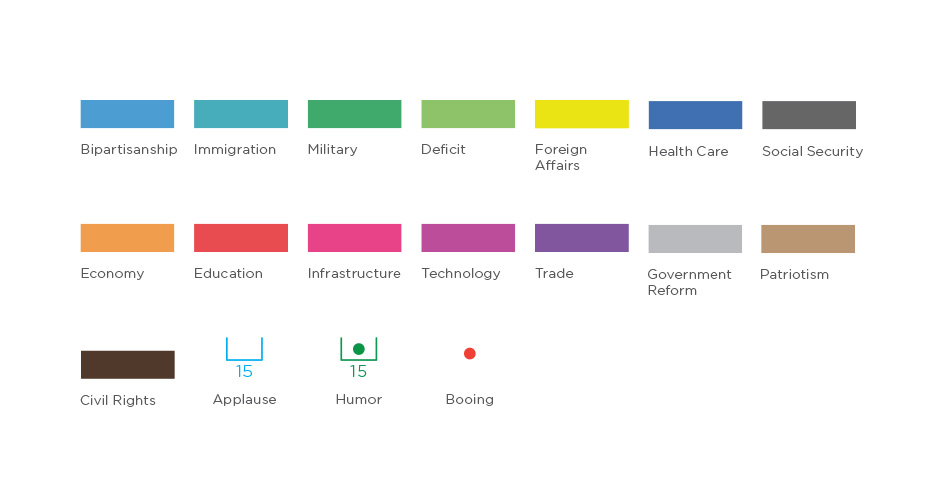 Bipartisanship
Immigration
Military
Deficit
Foreign
Affairs
Health Care
Social Security
Economy
Education
Infrastructure
Technology
Trade
Government
Reform
Patriotism
Civil Rights
15
Applause
15
Humor
Booing